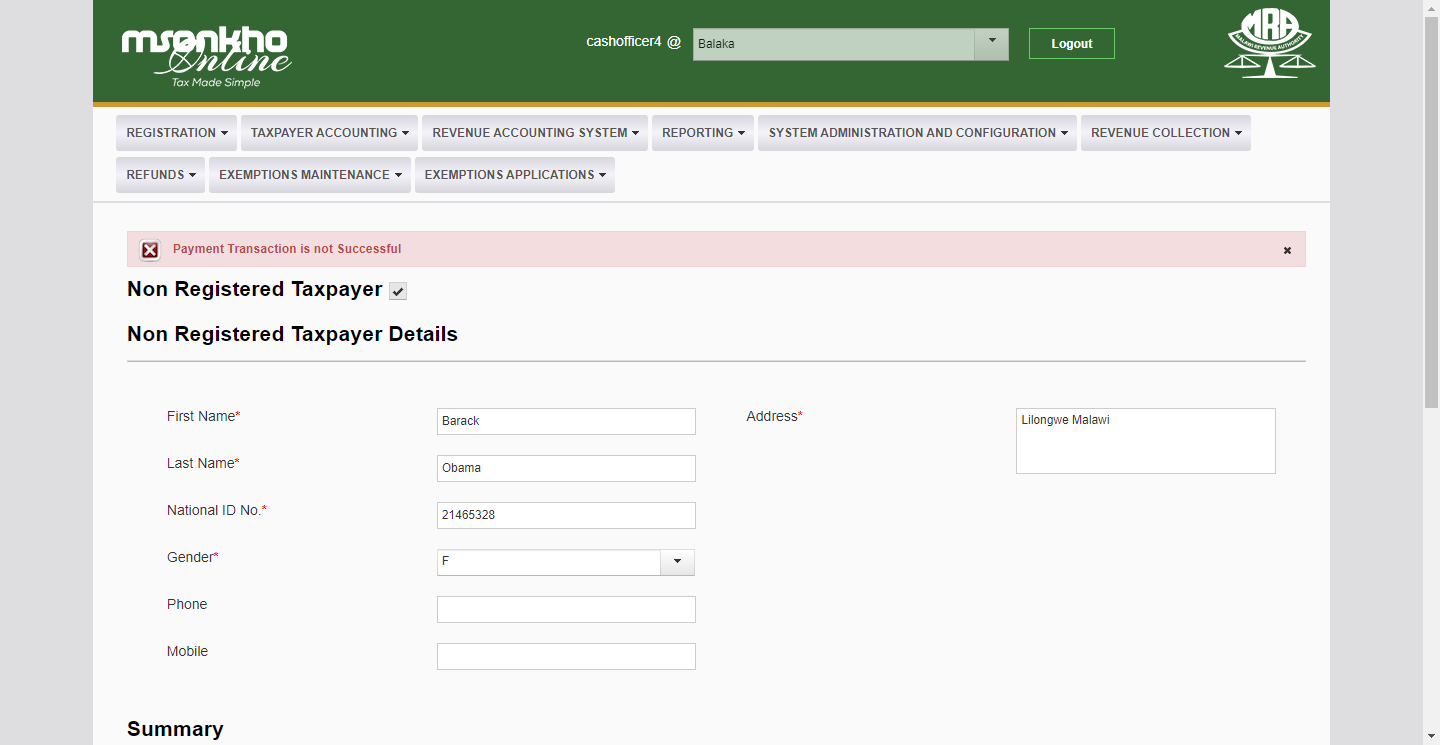 msonkho
Online
Tax Made Simple
cashofficer4 @ Balaka Logout
MRA
MALAWI REVENUE AUTHORITY
REGISTRATION TAXPAYER ACCOUNTING REVENUE ACCOUNTING SYSTEM REPORTING SYSTEM ADMINISTRATION AND CONFIGURATION REVENUE COLLECTION
REFUNDS EXEMPTIONS MAINTENANCE EXEMPTIONS APPLICATIONS
Payment Transaction is not Successful
Non Registered Taxpayer
Non Registered Taxpayer Details
First Name* Barack Address* Lilongwe Malawi
Last Name* Obama
National ID No.* 21465328
Gender* F
Phone
Mobile
Summary